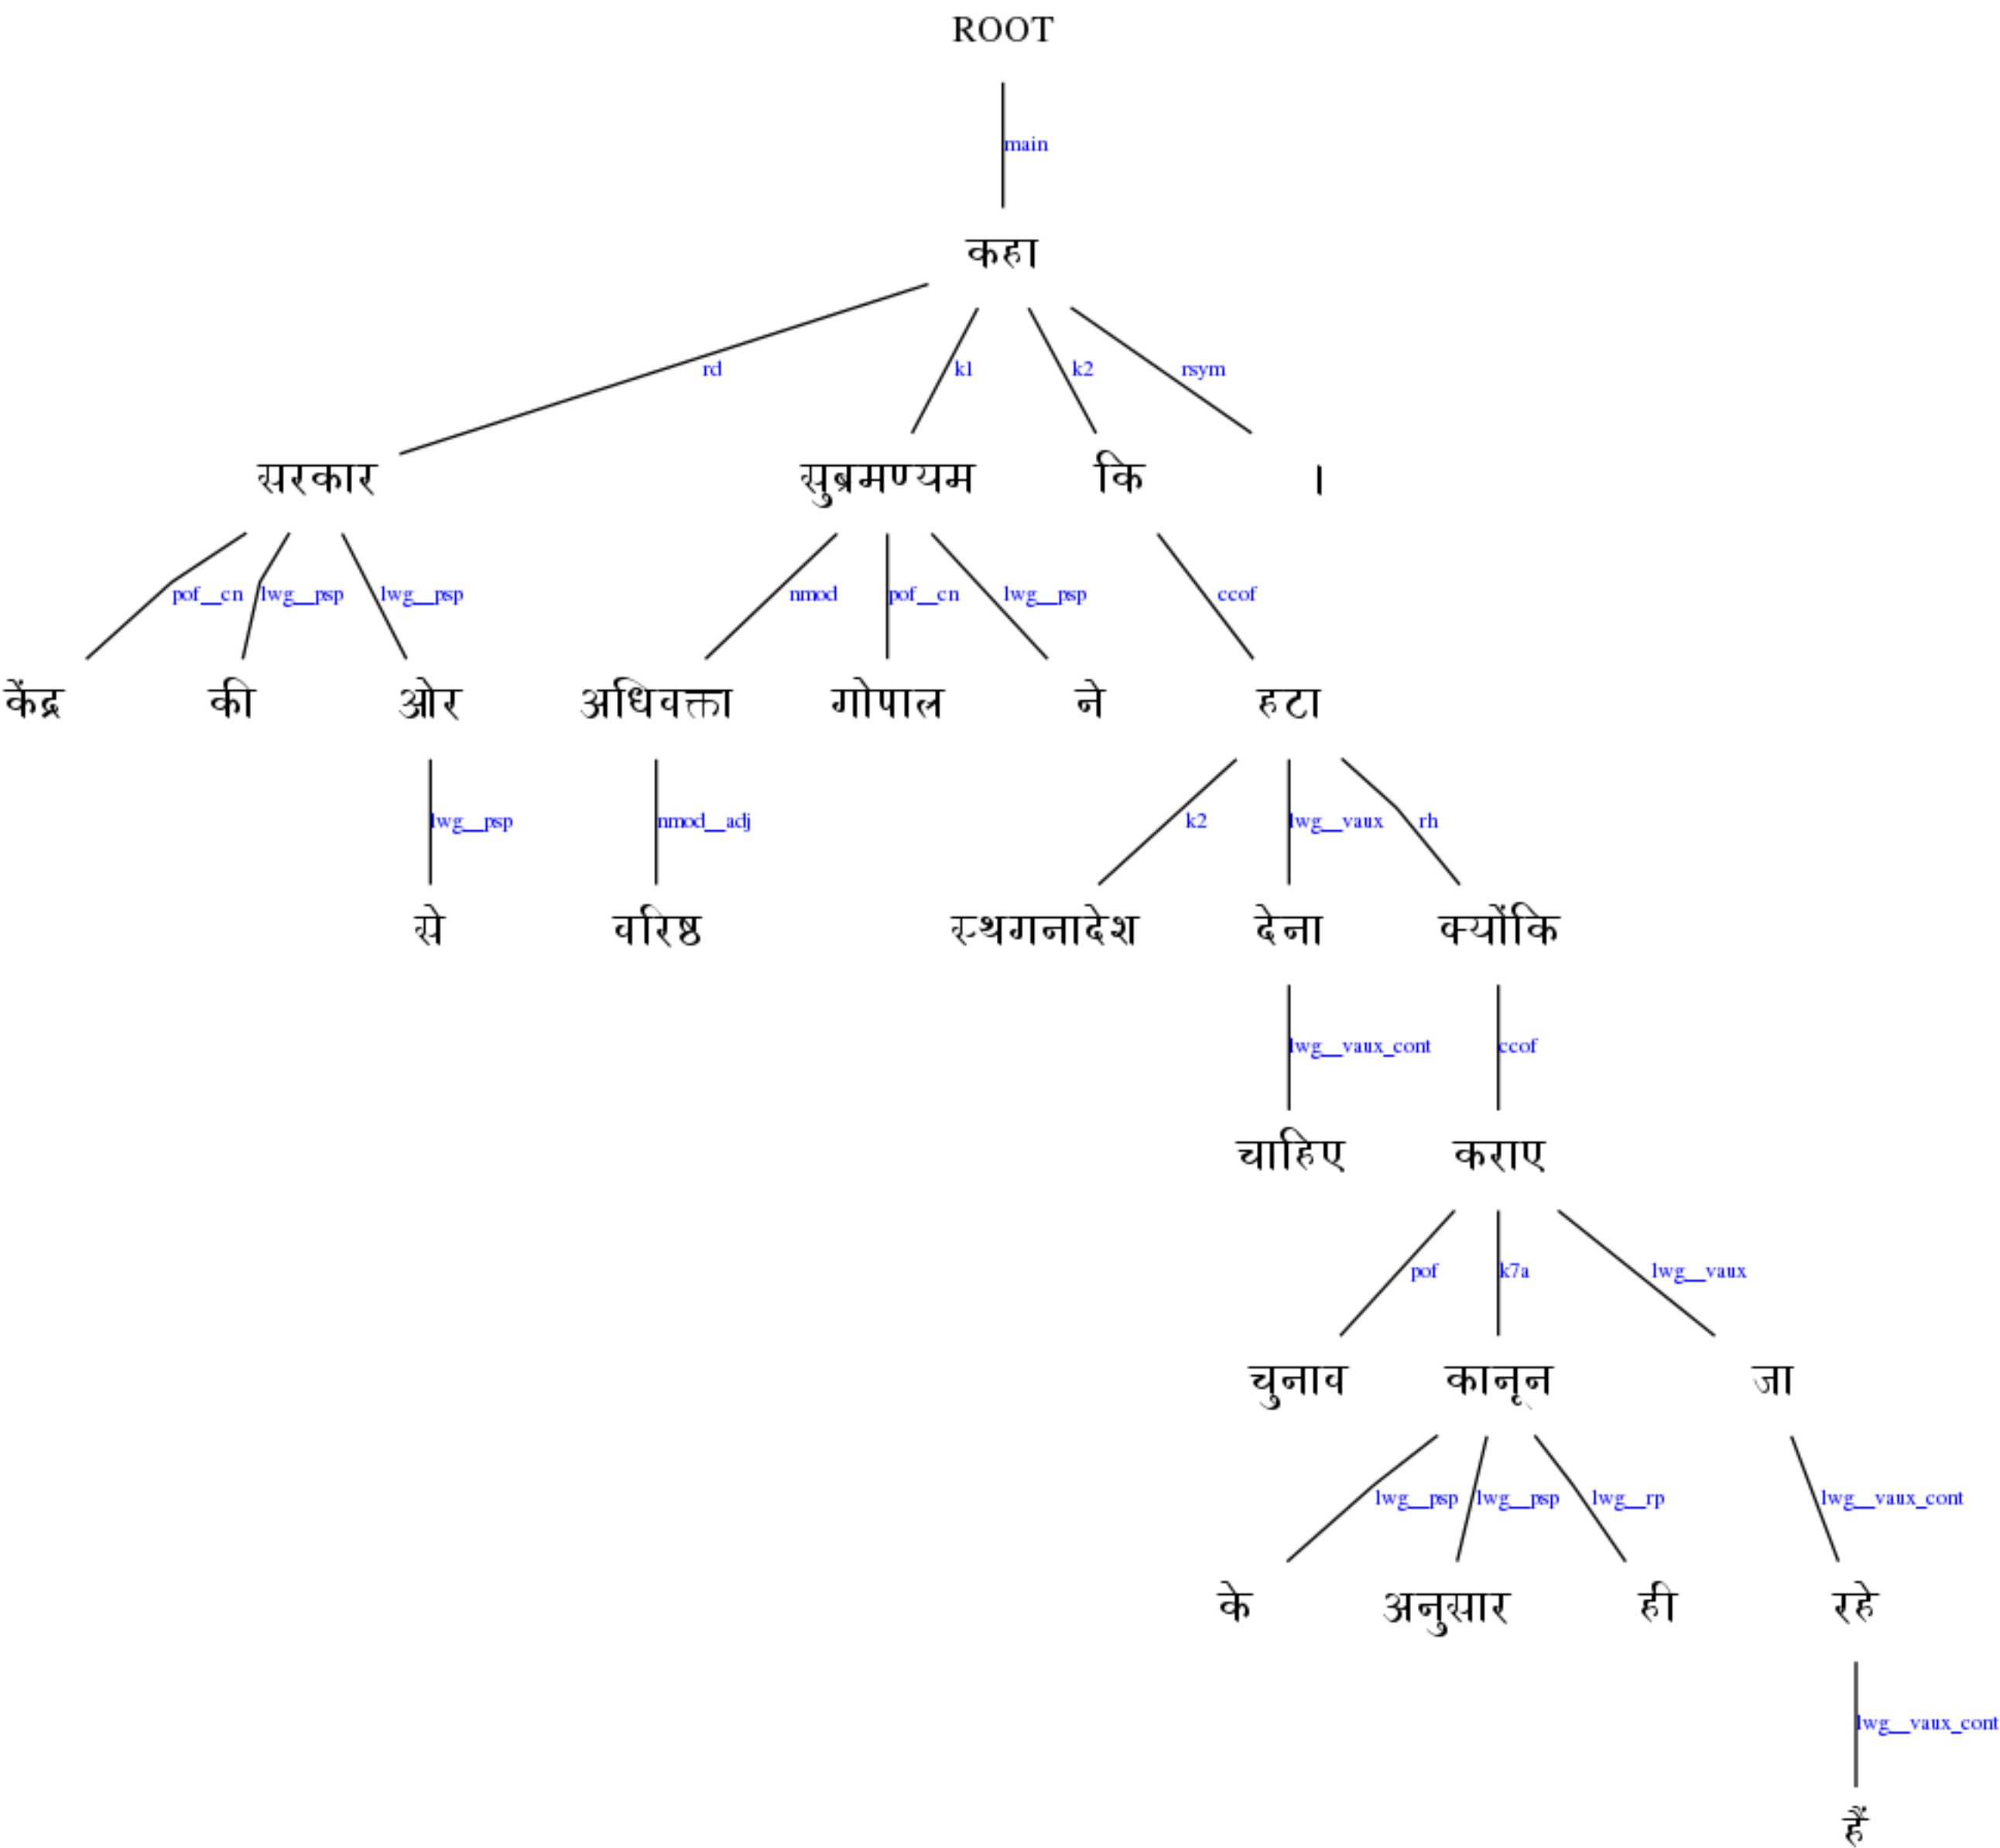 ROOT
main
कहा
rd k1 k2 rsym
सरकार सुब्रमण्यम कि ।
pof__cn lwg__psp lwg__psp nmod pof__cn lwg__psp ccof
केंद्र की ओर अधिवक्ता गोपाल ने हटा
lwg__psp nmod__adj k2 lwg__vaux rh
से वरिष्ठ स्थगनादेश देना क्योंकि
lwg__vaux_cont ccof
चाहिए कराए
pof k7a lwg__vaux
चुनाव कानून जा
lwg__psp lwg__psp lwg__rp lwg__vaux_cont
के अनुसार ही रहे
lwg__vaux_cont
हैं